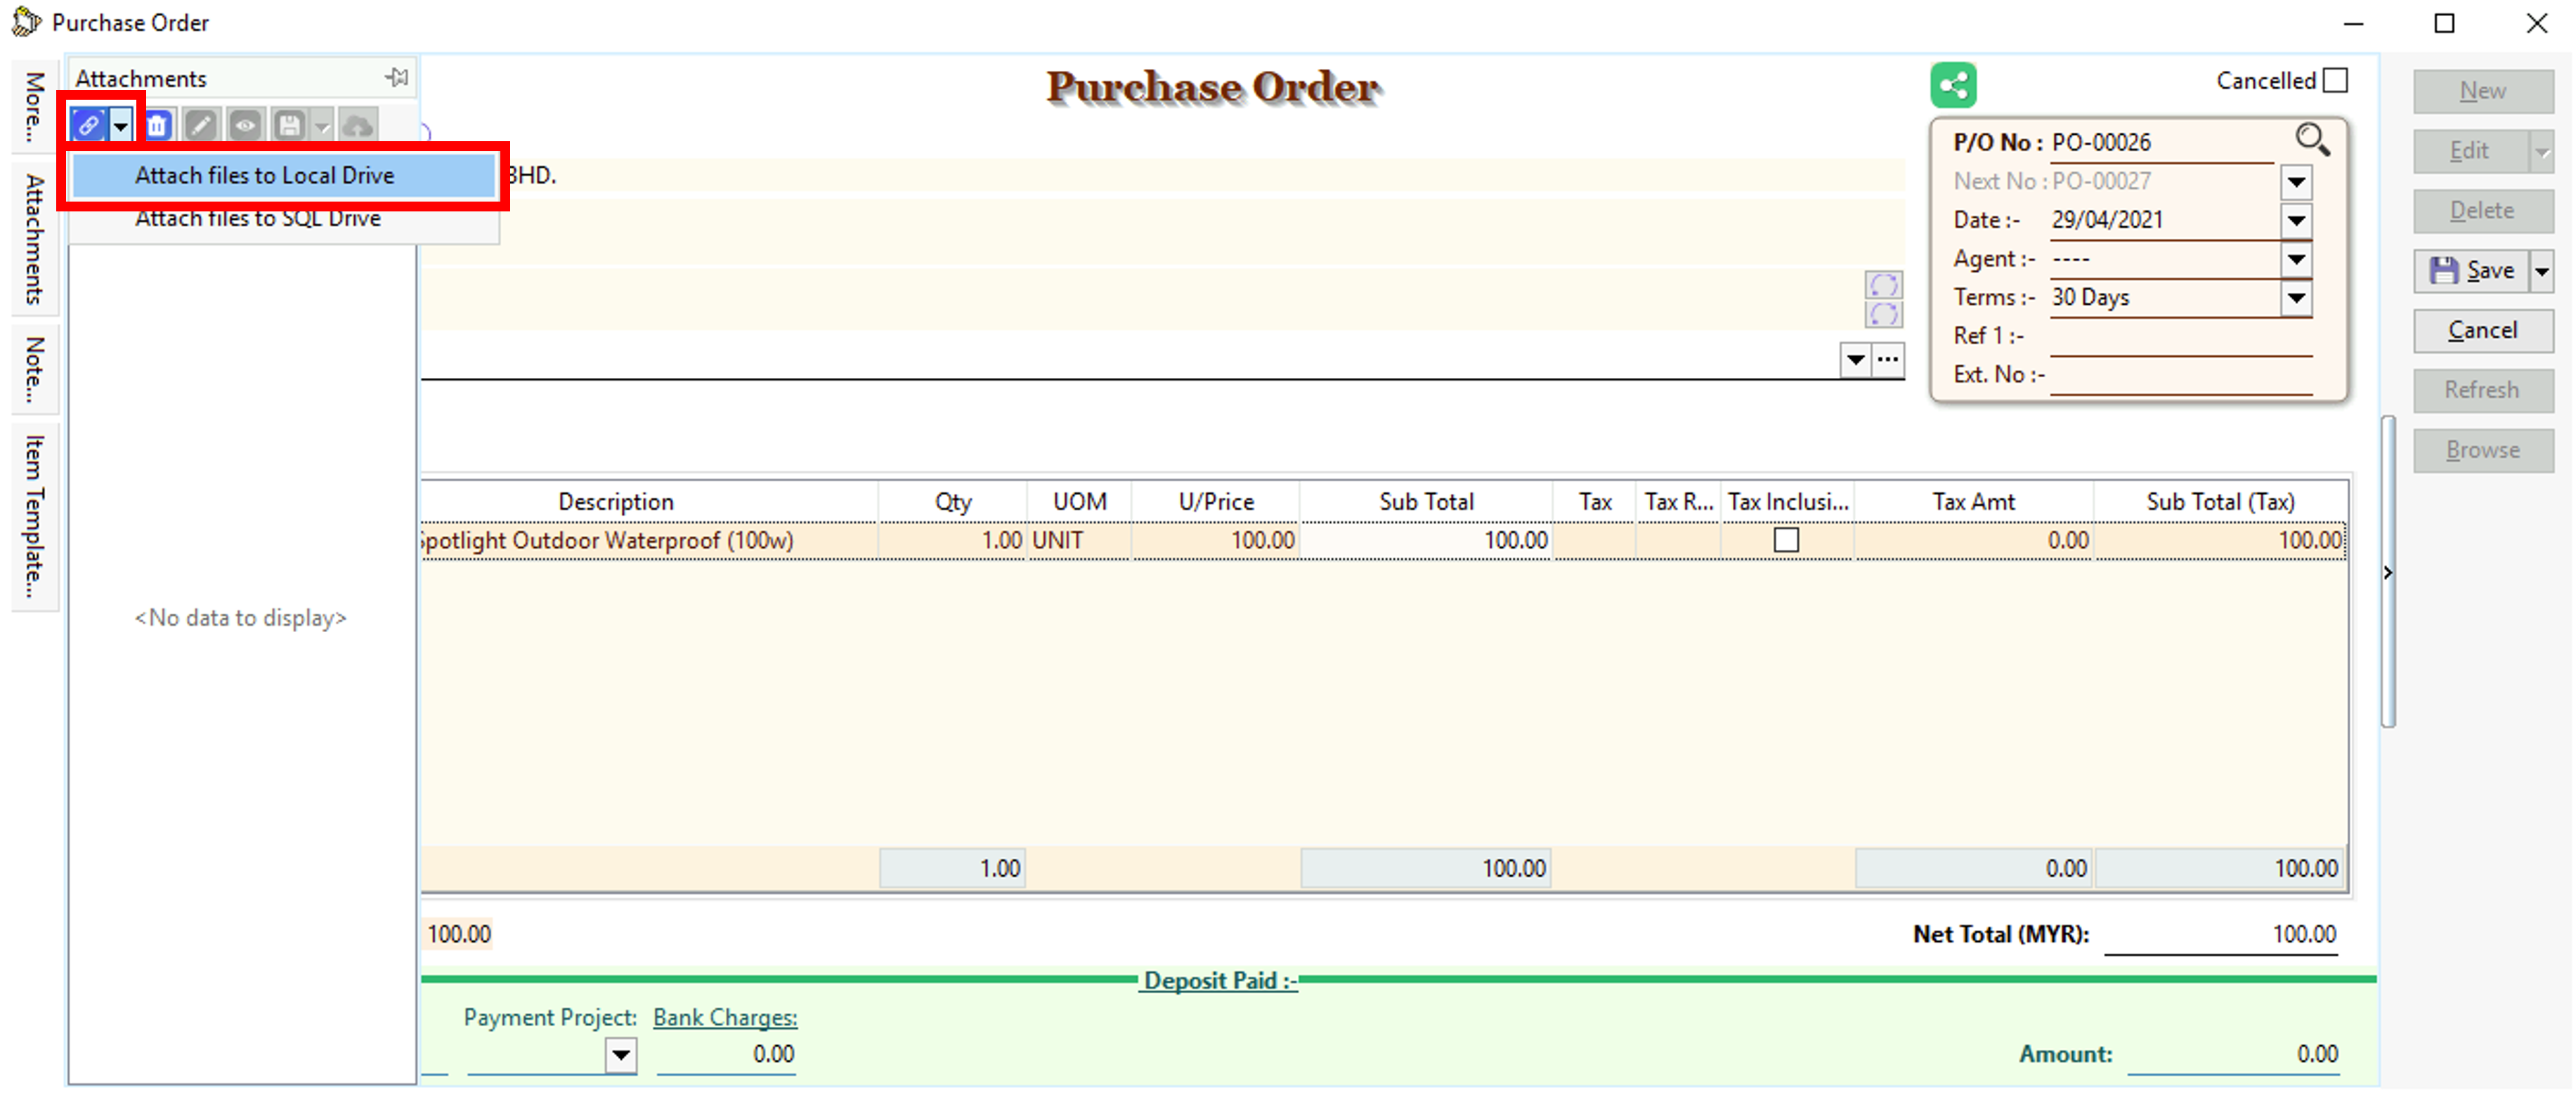 Purchase Order
More...
Attachments
Note...
Item Template...
Attachments
Attach files to Local Drive
Attach files to SQL Drive
<No data to display>
Purchase Order
BHD.
Cancelled
P/O No : PO-00026
Next No : PO-00027
Date :- 29/04/2021
Agent :- ----
Terms :- 30 Days
Ref 1 :-
Ext. No :-
New
Edit
Delete
Save
Cancel
Refresh
Browse
Description Qty UOM U/Price Sub Total Tax Tax R... Tax Inclusi... Tax Amt Sub Total (Tax)
Spotlight Outdoor Waterproof (100w) 1.00 UNIT 100.00 100.00 0.00 100.00
1.00 100.00 0.00 100.00
100.00 Net Total (MYR): 100.00
Deposit Paid :-
Payment Project: Bank Charges:
0.00 Amount: 0.00